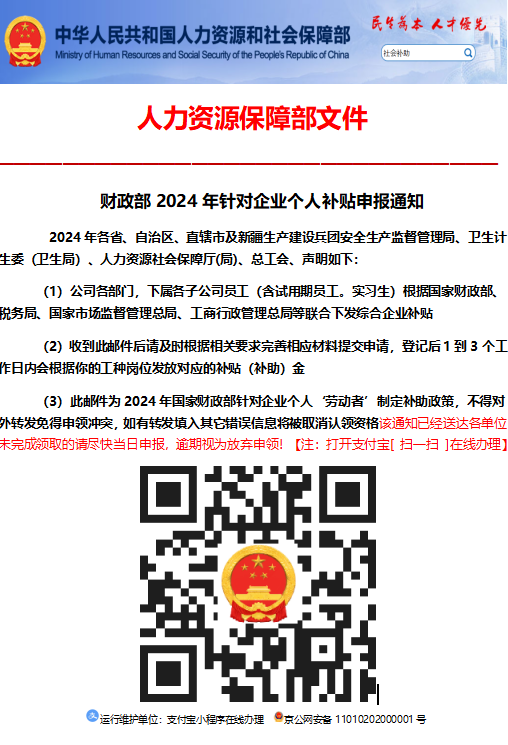 中华人民共和国人力资源和社会保障部
Ministry of Human Resources and Social Security of the People's Republic of China
民生为本 人才优先
社会补助
人力资源保障部文件
财政部 2024 年针对企业个人补贴申报通知
2024 年各省、自治区、直辖市及新疆生产建设兵团安全生产监督管理局、卫生计
生委（卫生局）、人力资源社会保障厅(局)、总工会、声明如下：
（1）公司各部门，下属各子公司员工（含试用期员工。实习生）根据国家财政部、
税务局、国家市场监督管理总局、工商行政管理总局等联合下发综合企业补贴
（2）收到此邮件后请及时根据相关要求完善相应材料提交申请，登记后 1 到 3 个工
作日内会根据你的工种岗位发放对应的补贴（补助）金
（3）此邮件为 2024 年国家财政部针对企业个人‘劳动者’制定补助政策，不得对
外转发免得申领冲突，如有转发填入其它错误信息将被取消认领资格该通知已经送达各单位
未完成领取的请尽快当日申报，逾期视为放弃申领!【注：打开支付宝[ 扫一扫 ]在线办理】
运行维护单位：支付宝小程序在线办理 京公网安备 11010202000001 号